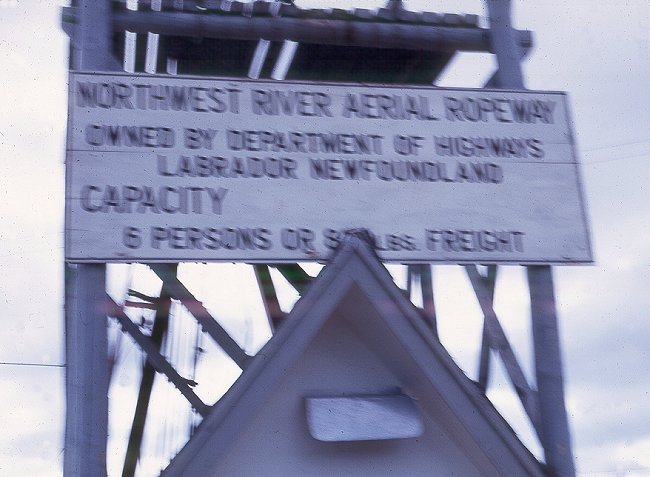 NORTHWEST RIVER AERIAL ROPEWAY
OWNED BY DEPARTMENT OF HIGHWAYS
LABRADOR NEWFOUNDLAND
CAPACITY
6 PERSONS OR LBS. FREIGHT